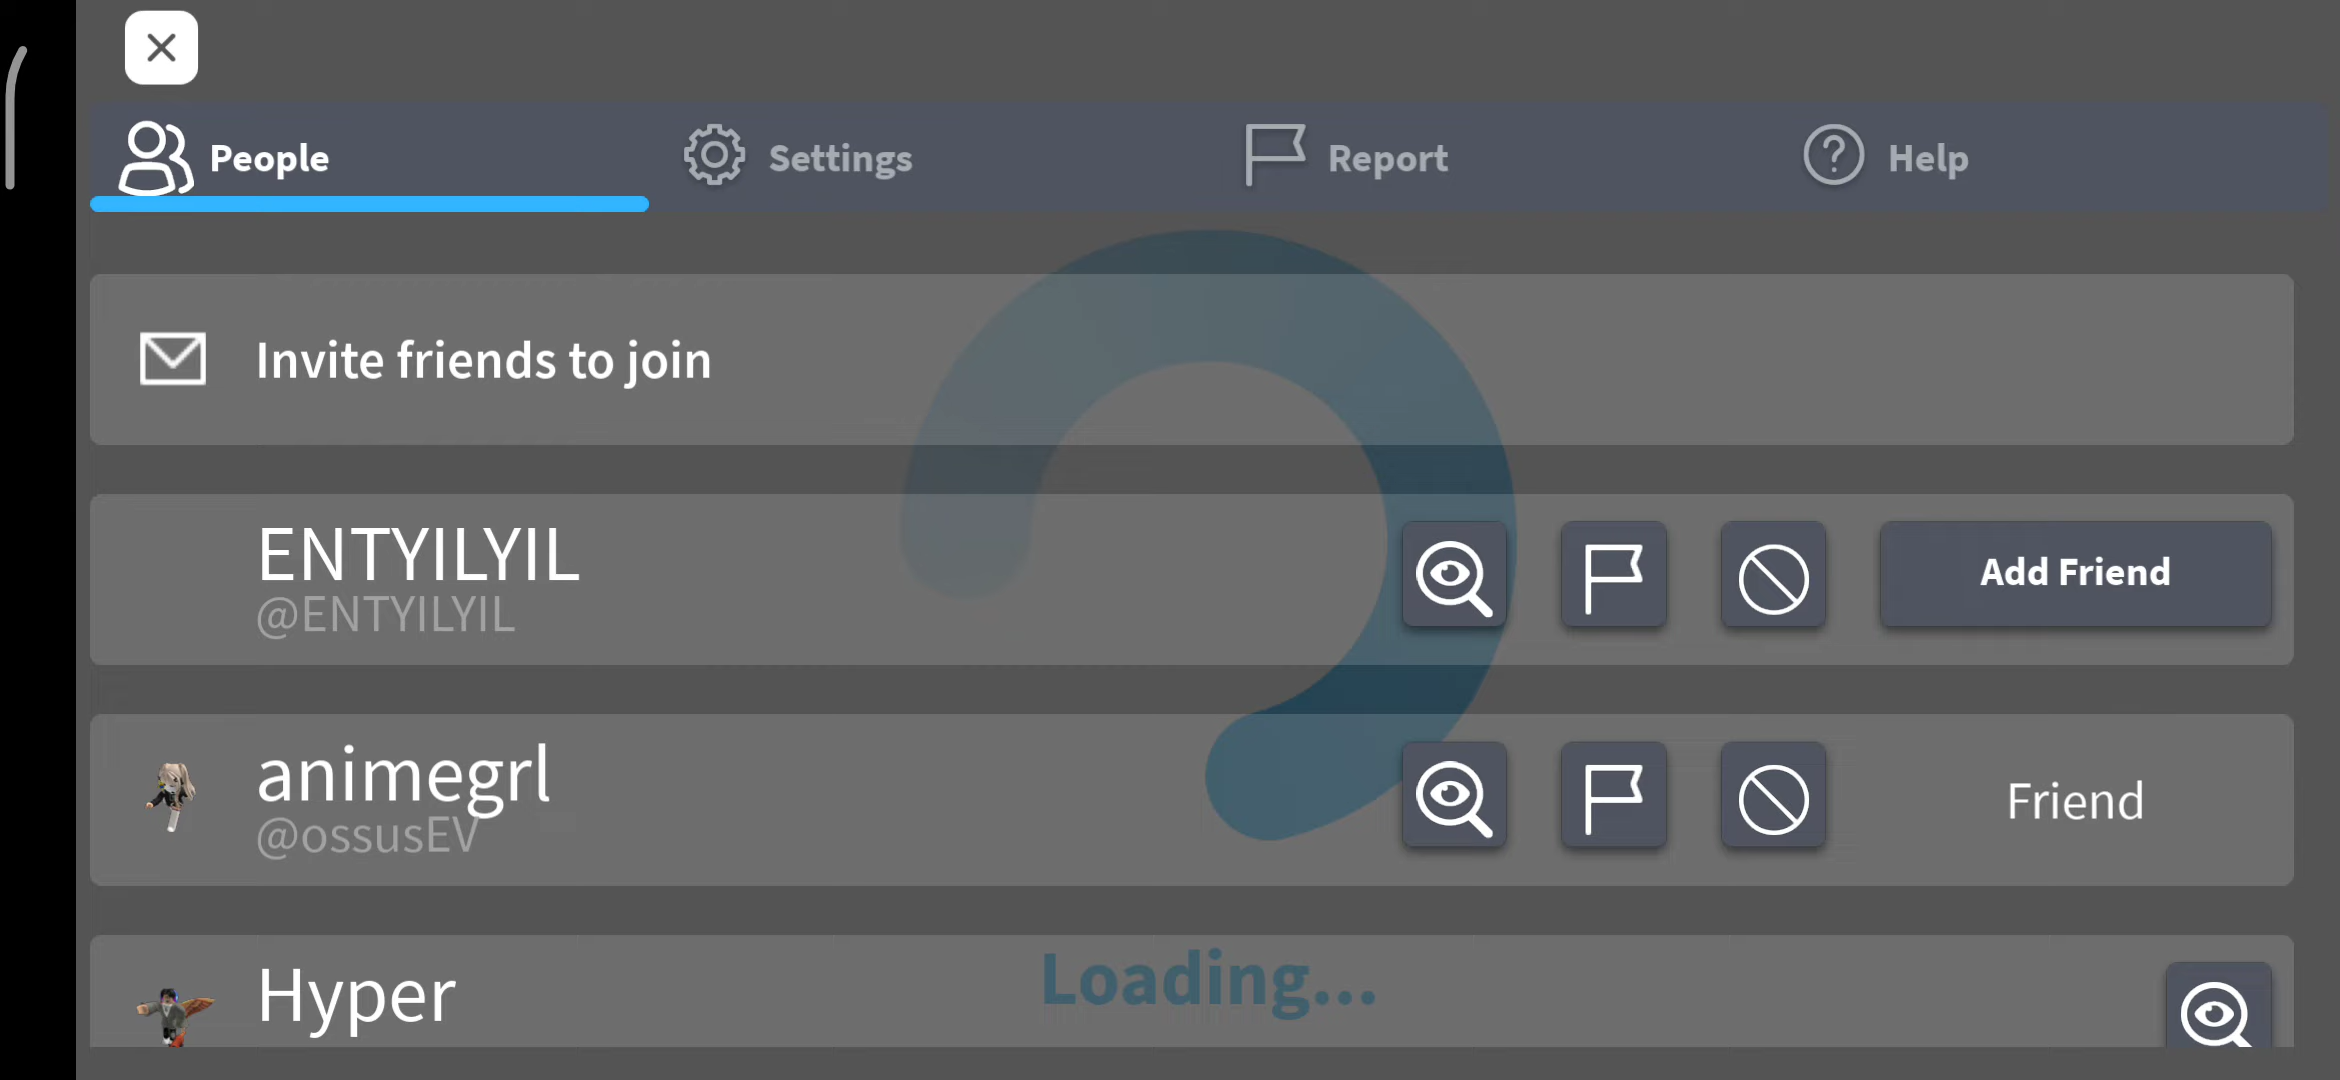 People
Settings
Report
Help
Invite friends to join
ENTYILYIL
@ENTYILYIL
Add Friend
animegrl
@ossusEV
Friend
Hyper
Loading...